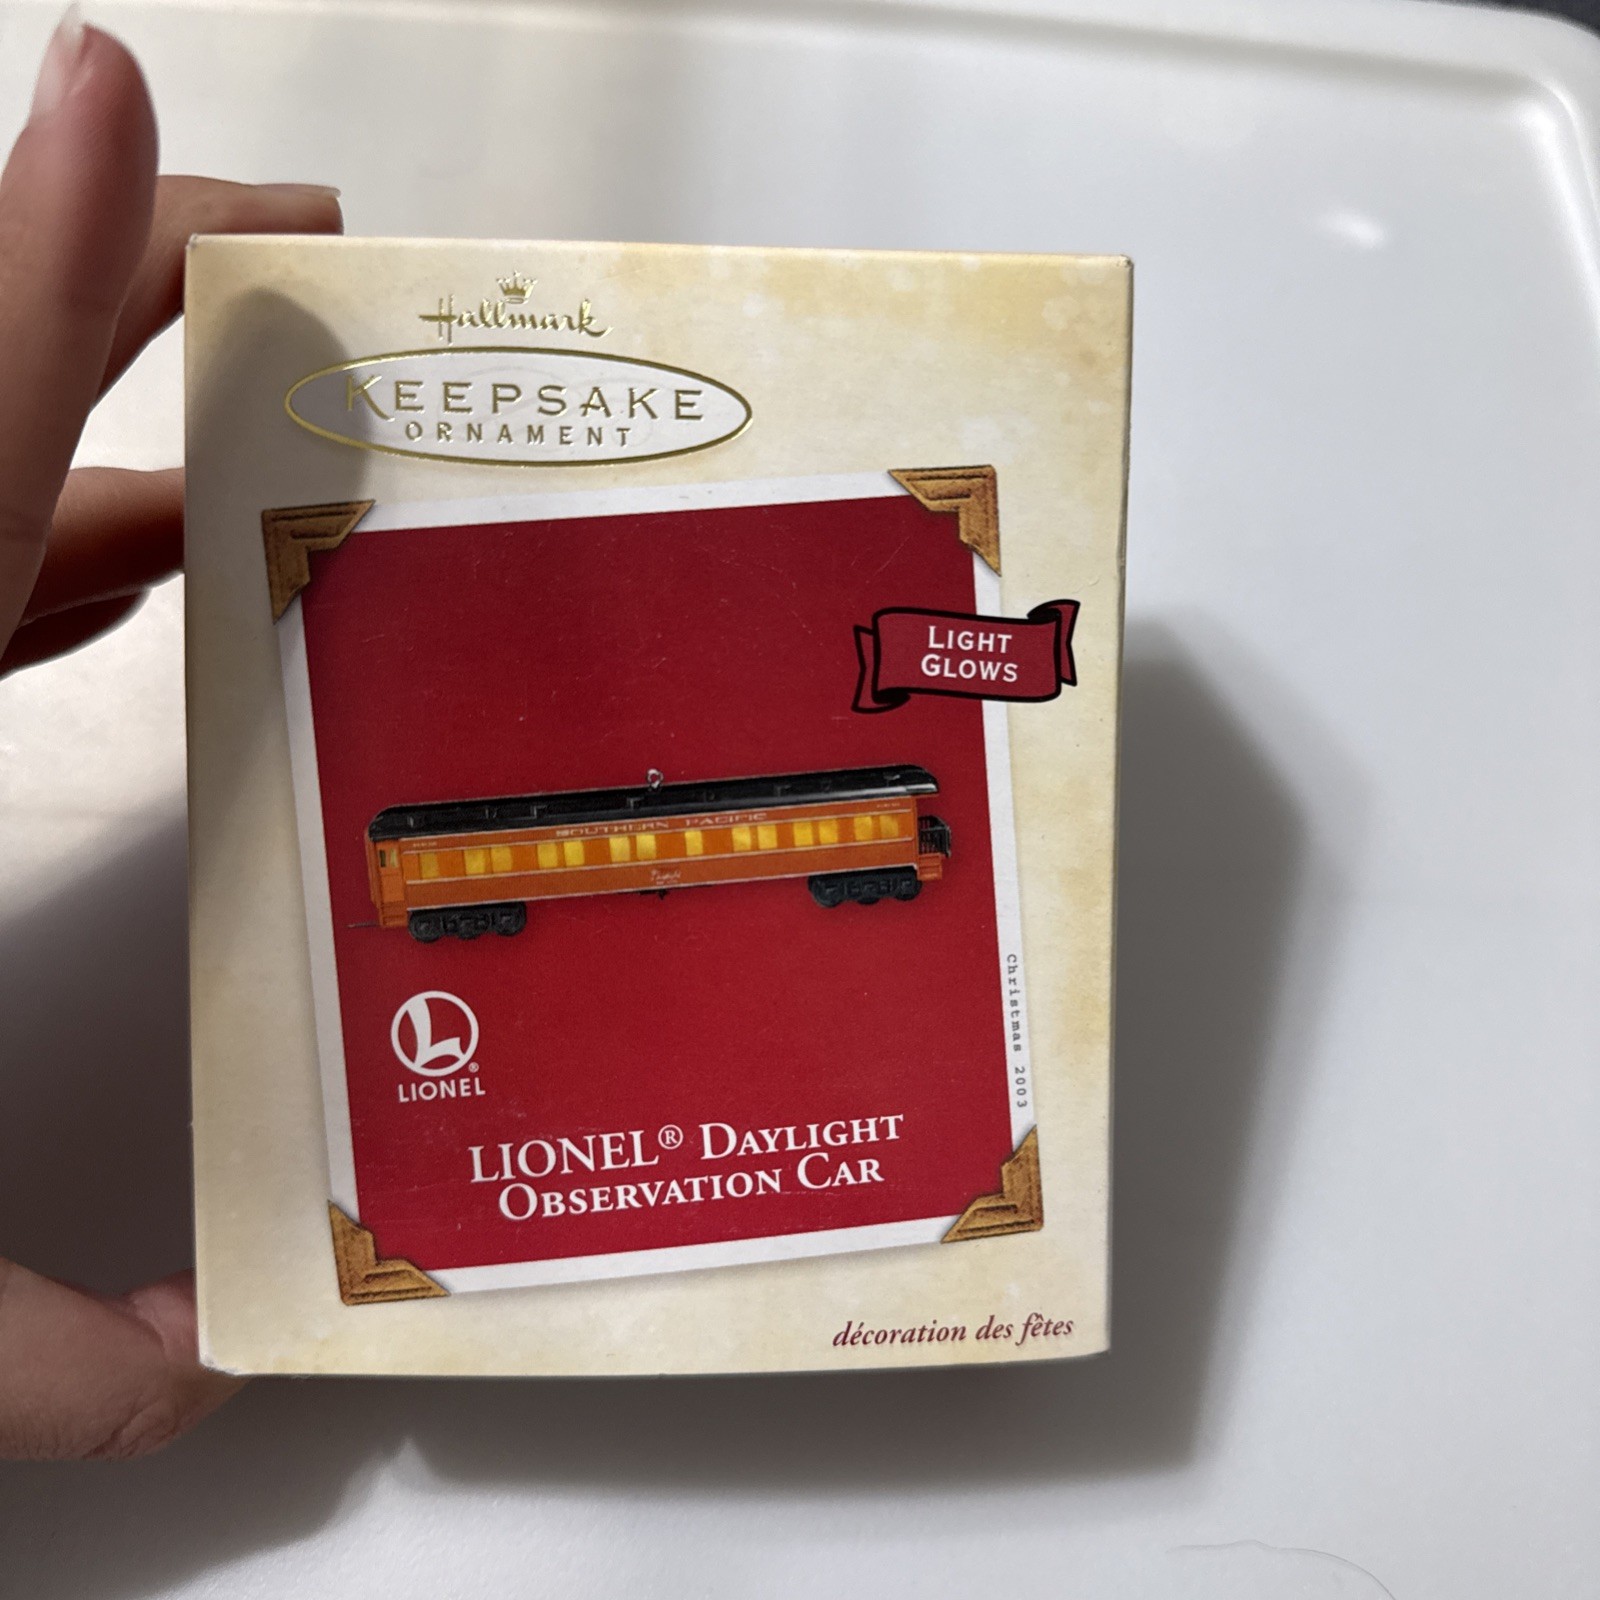 Hallmark
KEEPSAKE
ORNAMENT
LIGHT
GLOWS
SOUTHERN PACIFIC
Christmas 2003
L
®
LIONEL
LIONEL® DAYLIGHT
OBSERVATION CAR
décoration des fêtes